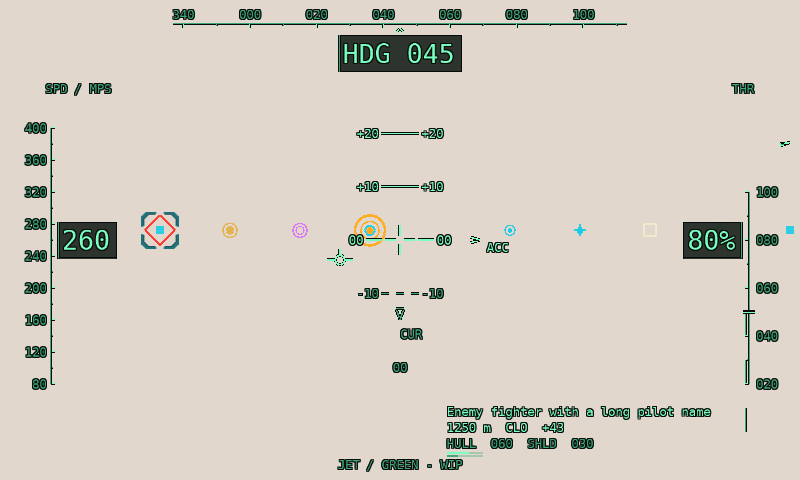 340 000 020 040 060 080 100
HDG 045
SPD / MPS
THR
400
360
320
280
240
200
160
120
80
260
+20 +20
+10 +10
00 00
ACC
-10 -10
CUR
00
100
080
060
040
020
80%
Enemy fighter with a long pilot name
1250 m CLO +43
HULL 060 SHLD 030
JET / GREEN - WIP